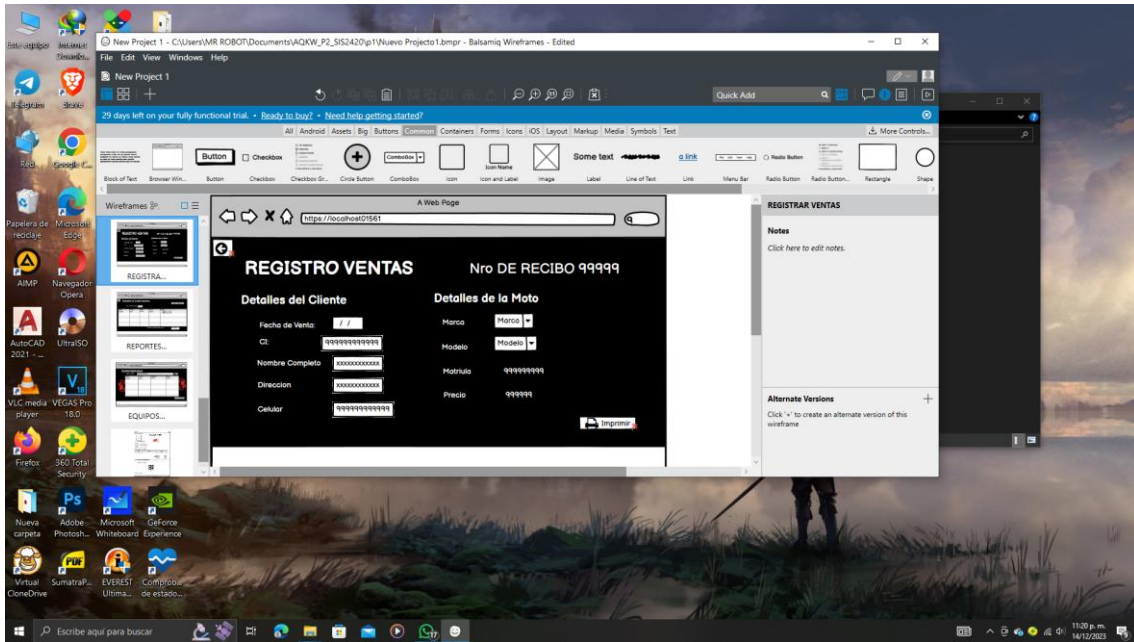 New Project 1 - C:\Users\MR ROBOT\Documents\AQKW_P2_SIS2420\p1\Nuevo Projecto1.bmpr - Balsamiq Wireframes - Edited
File Edit View Windows Help
New Project 1
Quick Add
29 days left on your fully functional trial. • Ready to buy? • Need help getting started?
All Android Assets Big Buttons Common Containers Forms Icons iOS Layout Markup Media Symbols Text
More Controls...
Button Checkbox ComboBox Icon Name Some text a link Radio Button
Block of Text Browser Win... Button Checkbox Checkbox Gr... Circle Button ComboBox Icon Icon and Label Image Label Line of Text Link Menu Bar Radio Button Radio Button... Rectangle Shape
Wireframes
REGISTRA...
REPORTES...
EQUIPOS...
A Web Page
https://localhost01561
REGISTRO VENTAS
Nro DE RECIBO 99999
Detalles del Cliente
Detalles de la Moto
Fecha de Venta: / /
Marca Marca
CI: 999999999999
Modelo Modelo
Nombre Completo xxxxxxxxxxxx
Matriula 999999999
Direccion xxxxxxxxxxxx
Precio 999999
Celular 999999999999
Imprimir
REGISTRAR VENTAS
Notes
Click here to edit notes.
Alternate Versions
Click '+' to create an alternate version of this
wireframe
Este equipo
Internet
Telegram
Brave
Red
Google C...
Papelera de
reciclaje
Microsoft
Edge
AIMP
Navegador
Opera
AutoCAD
2021 - ...
UltraISO
VLC media
player
VEGAS Pro
18.0
Firefox
360 Total
Security
Nueva
carpeta
Adobe
Photosh...
Microsoft
Whiteboard
GeForce
Experience
Virtual
CloneDrive
SumatraP...
EVEREST
Ultima...
Comprob...
de estado...
Escribe aquí para buscar
11:20 p. m.
14/12/2023